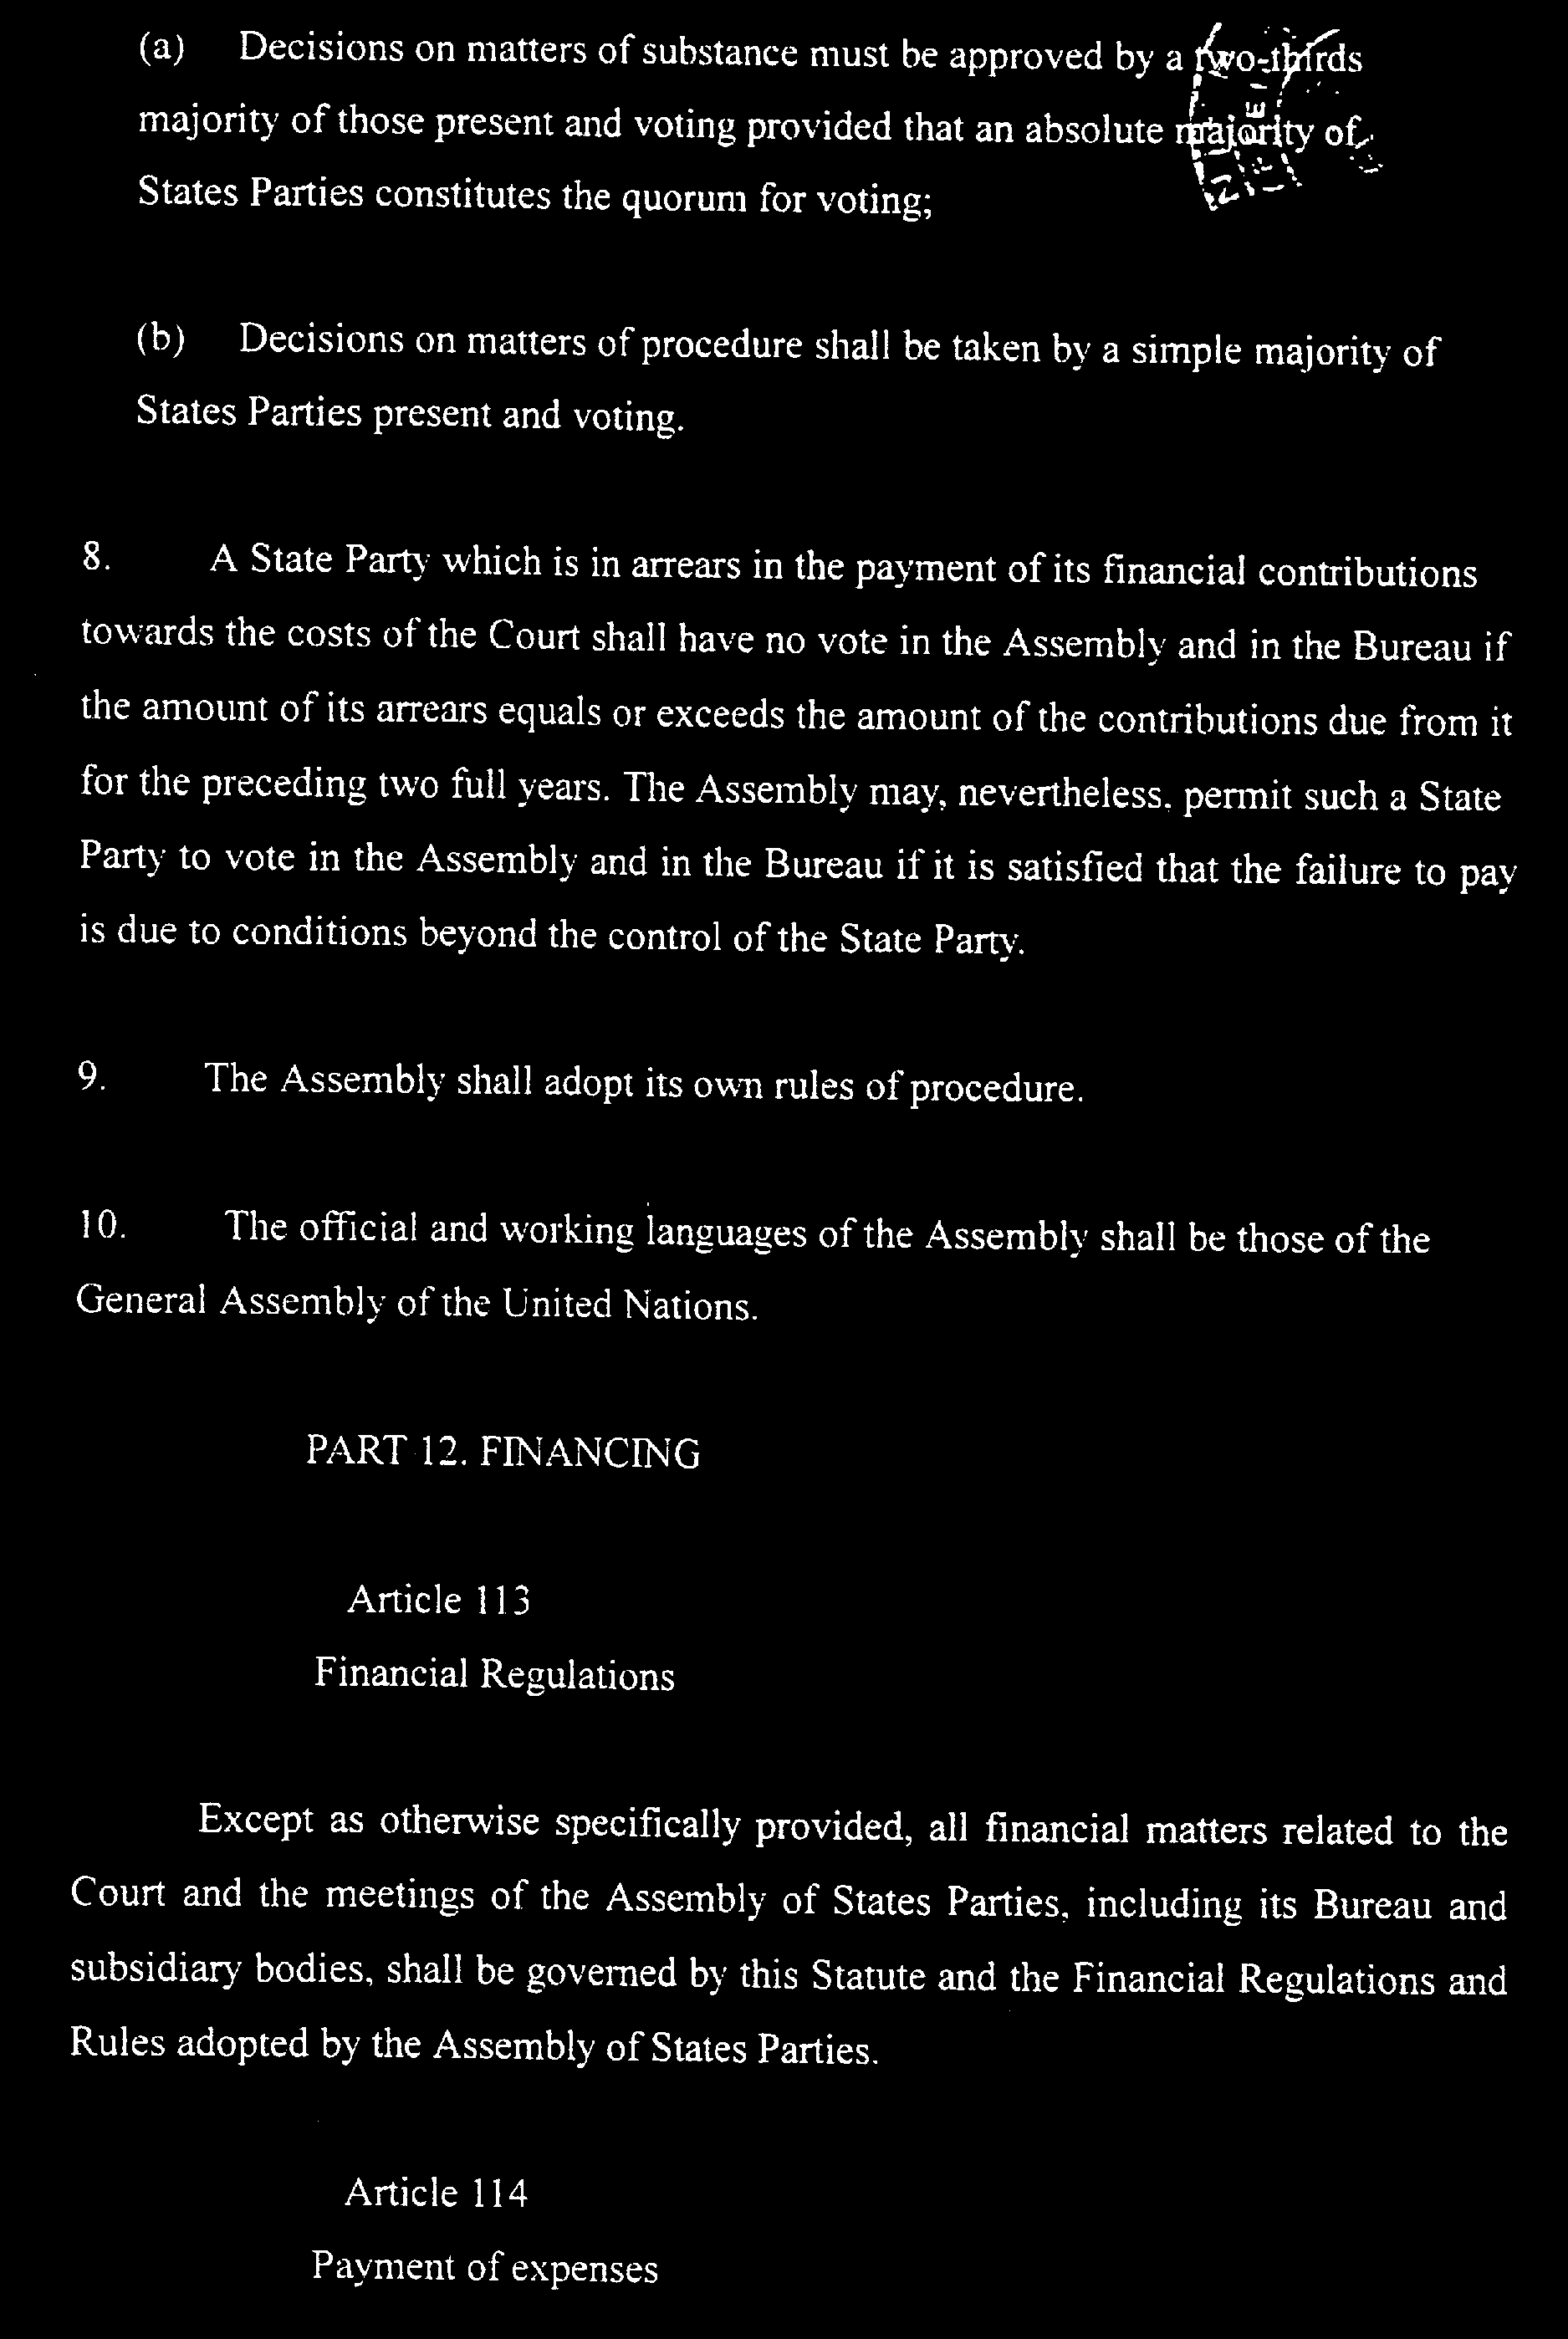 (a) Decisions on matters of substance must be approved by a two-thirds
majority of those present and voting provided that an absolute majority of
States Parties constitutes the quorum for voting;
(b) Decisions on matters of procedure shall be taken by a simple majority of
States Parties present and voting.
8. A State Party which is in arrears in the payment of its financial contributions
towards the costs of the Court shall have no vote in the Assembly and in the Bureau if
the amount of its arrears equals or exceeds the amount of the contributions due from it
for the preceding two full years. The Assembly may, nevertheless, permit such a State
Party to vote in the Assembly and in the Bureau if it is satisfied that the failure to pay
is due to conditions beyond the control of the State Party.
9. The Assembly shall adopt its own rules of procedure.
10. The official and working languages of the Assembly shall be those of the
General Assembly of the United Nations.
PART 12. FINANCING
Article 113
Financial Regulations
Except as otherwise specifically provided, all financial matters related to the
Court and the meetings of the Assembly of States Parties, including its Bureau and
subsidiary bodies, shall be governed by this Statute and the Financial Regulations and
Rules adopted by the Assembly of States Parties.
Article 114
Payment of expenses